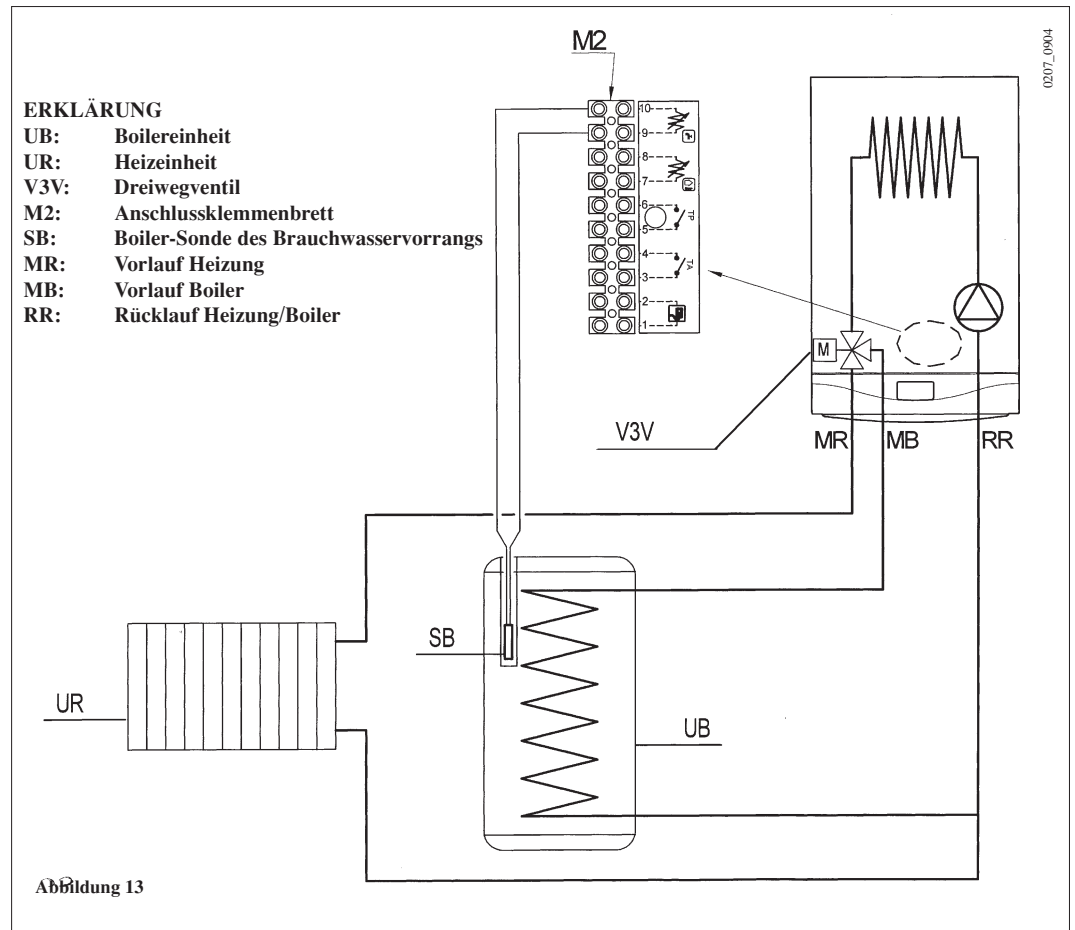 M2
0207_0904
ERKLÄRUNG
UB: Boilereinheit
UR: Heizeinheit
V3V: Dreiwegventil
M2: Anschlussklemmenbrett
SB: Boiler-Sonde des Brauchwasservorrangs
MR: Vorlauf Heizung
MB: Vorlauf Boiler
RR: Rücklauf Heizung/Boiler
10
9
8
7
6
TP
5
4
TA
3
2
1
M
V3V
MR MB RR
SB
UR
UB
Abbildung 13